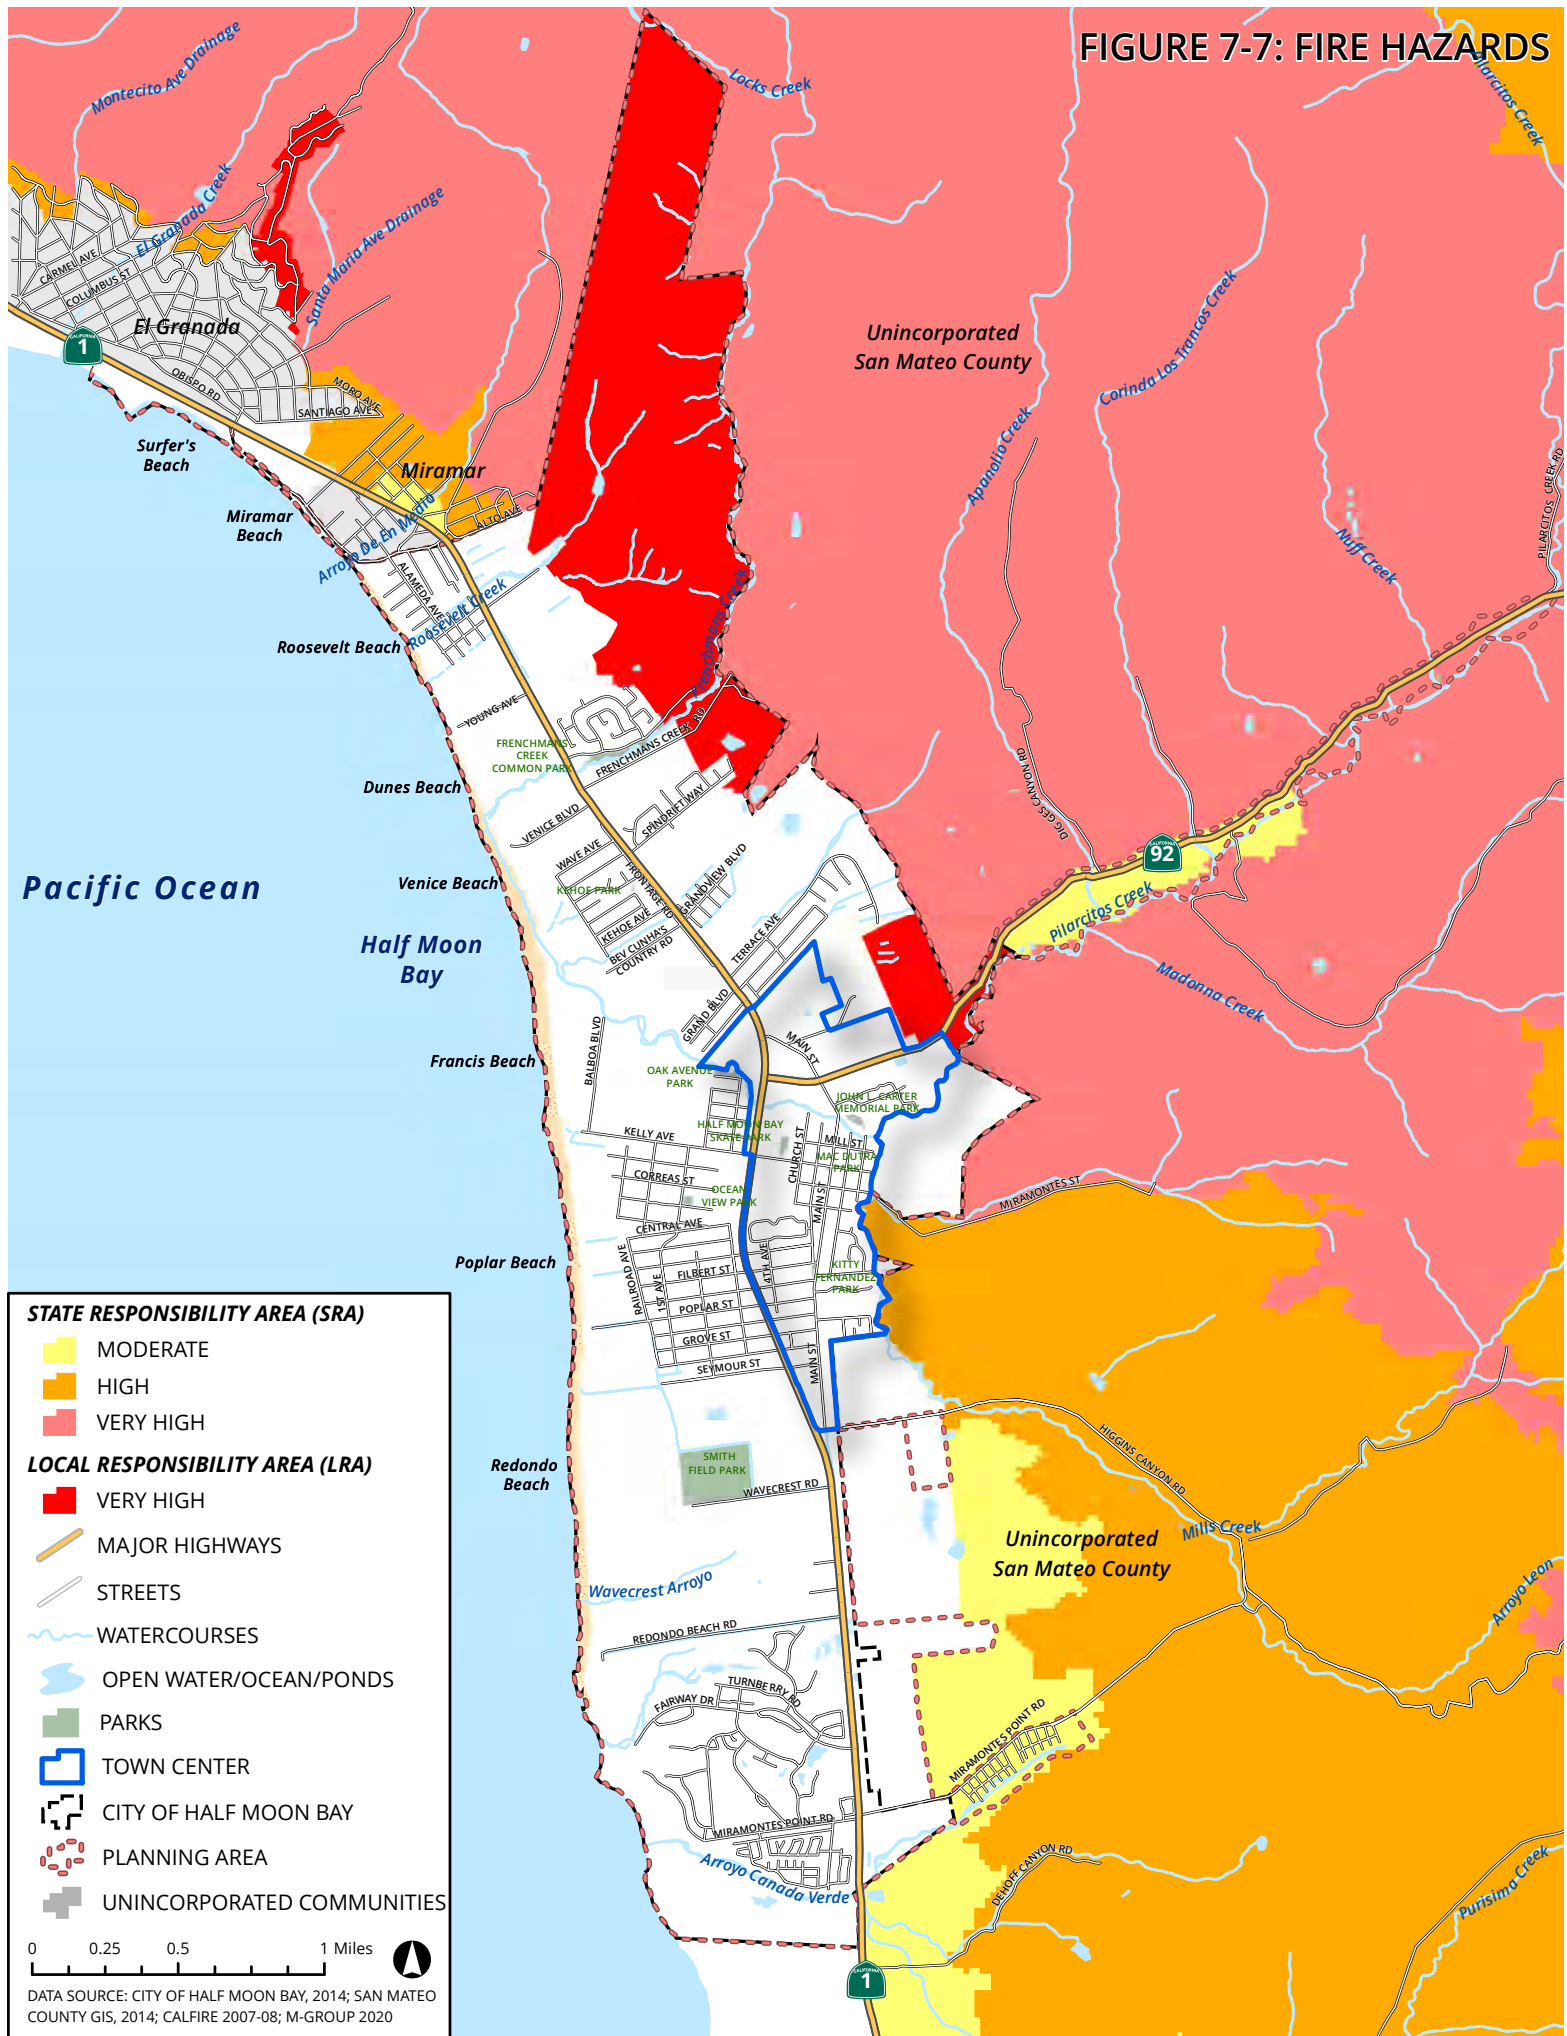 FIGURE 7-7: FIRE HAZARDS
Montecito Ave Drainage
Locks Creek
Pilarcitos Creek
El Granada Creek
Santa Maria Ave Drainage
CARMEL AVE
COLUMBUS ST
El Granada
CALIFORNIA
1
OBISPO RD
MORO AVE
SANTIAGO AVE
Unincorporated
San Mateo County
Corinda Los Trancos Creek
Apanolio Creek
Surfer's
Beach
Miramar
ALTO AVE
Miramar
Beach
Arroyo De En Medio
PILARCITOS CREEK RD
Nuff Creek
ALAMEDA AVE
Roosevelt Creek
Roosevelt Beach
Frenchmans Creek
YOUNG AVE
FRENCHMANS
CREEK
COMMON PARK
FRENCHMANS CREEK RD
Dunes Beach
VENICE BLVD
SPINDRIFT WAY
DIGGES CANYON RD
WAVE AVE
FRONTAGE RD
GRANDVIEW BLVD
CALIFORNIA
92
Pacific Ocean
Venice Beach
KEHOE PARK
KEHOE AVE
BEV CUNHA'S
COUNTRY RD
TERRACE AVE
Pilarcitos Creek
Half Moon
Bay
Madonna Creek
GRAND BLVD
BALBOA BLVD
MAIN ST
Francis Beach
OAK AVENUE
PARK
JOHN L. CARTER
MEMORIAL PARK
KELLY AVE
HALF MOON BAY
SKATE PARK
CHURCH ST
MILL ST
MAC DUTRA
PARK
CORREAS ST
OCEAN
VIEW PARK
MAIN ST
MIRAMONTES ST
CENTRAL AVE
Poplar Beach
RAILROAD AVE
1ST AVE
FILBERT ST
4TH AVE
KITTY
FERNANDEZ
PARK
POPLAR ST
GROVE ST
SEYMOUR ST
MAIN ST
HIGGINS CANYON RD
Redondo
Beach
SMITH
FIELD PARK
WAVECREST RD
Mills Creek
Unincorporated
San Mateo County
Arroyo Leon
Wavecrest Arroyo
REDONDO BEACH RD
TURNBERRY RD
FAIRWAY DR
MIRAMONTES POINT RD
MIRAMONTES POINT RD
Arroyo Canada Verde
DEHOFF CANYON RD
Purisima Creek
CALIFORNIA
1
STATE RESPONSIBILITY AREA (SRA)
MODERATE
HIGH
VERY HIGH
LOCAL RESPONSIBILITY AREA (LRA)
VERY HIGH
MAJOR HIGHWAYS
STREETS
WATERCOURSES
OPEN WATER/OCEAN/PONDS
PARKS
TOWN CENTER
CITY OF HALF MOON BAY
PLANNING AREA
UNINCORPORATED COMMUNITIES
0 0.25 0.5 1 Miles
DATA SOURCE: CITY OF HALF MOON BAY, 2014; SAN MATEO
COUNTY GIS, 2014; CALFIRE 2007-08; M-GROUP 2020